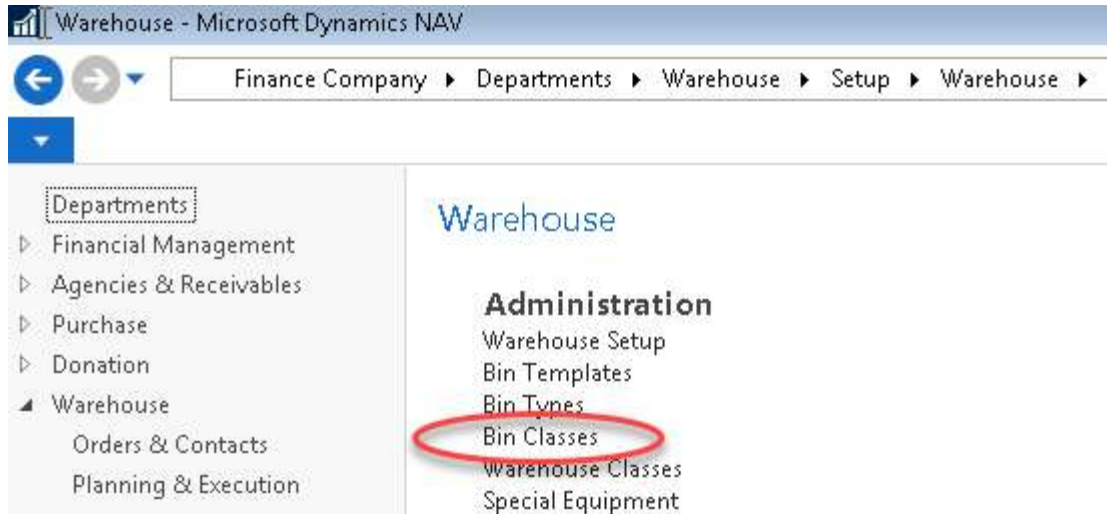 Warehouse - Microsoft Dynamics NAV
Finance Company ▸ Departments ▸ Warehouse ▸ Setup ▸ Warehouse ▸
Departments
Financial Management
Agencies & Receivables
Purchase
Donation
Warehouse
Orders & Contacts
Planning & Execution
Warehouse
Administration
Warehouse Setup
Bin Templates
Bin Types
Bin Classes
Warehouse Classes
Special Equipment